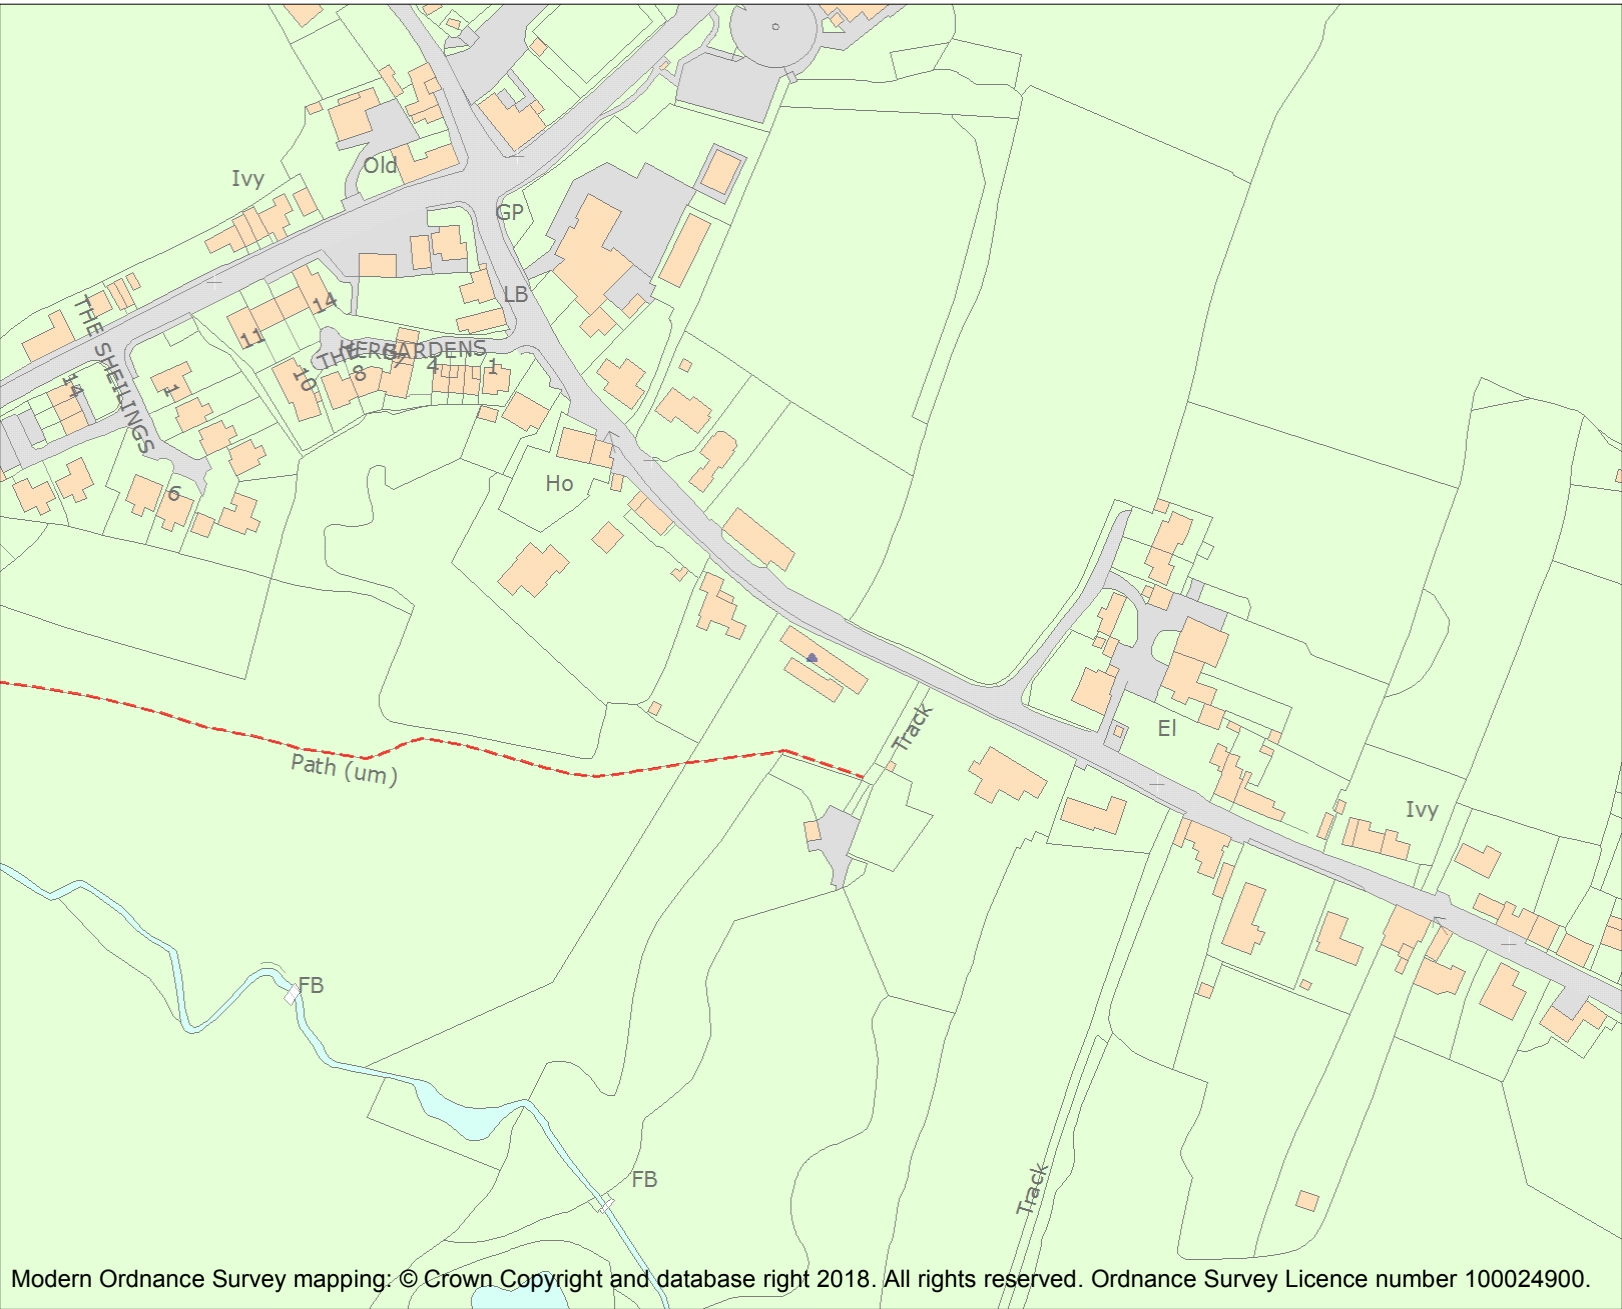 Ivy
Old
GP
LB
THE SHEILINGS
14
11
14
1
10
8
4
1
GARDENS
6
Ho
Track
Path (um)
El
Ivy
FB
FB
Track
Modern Ordnance Survey mapping: © Crown Copyright and database right 2018. All rights reserved. Ordnance Survey Licence number 100024900.